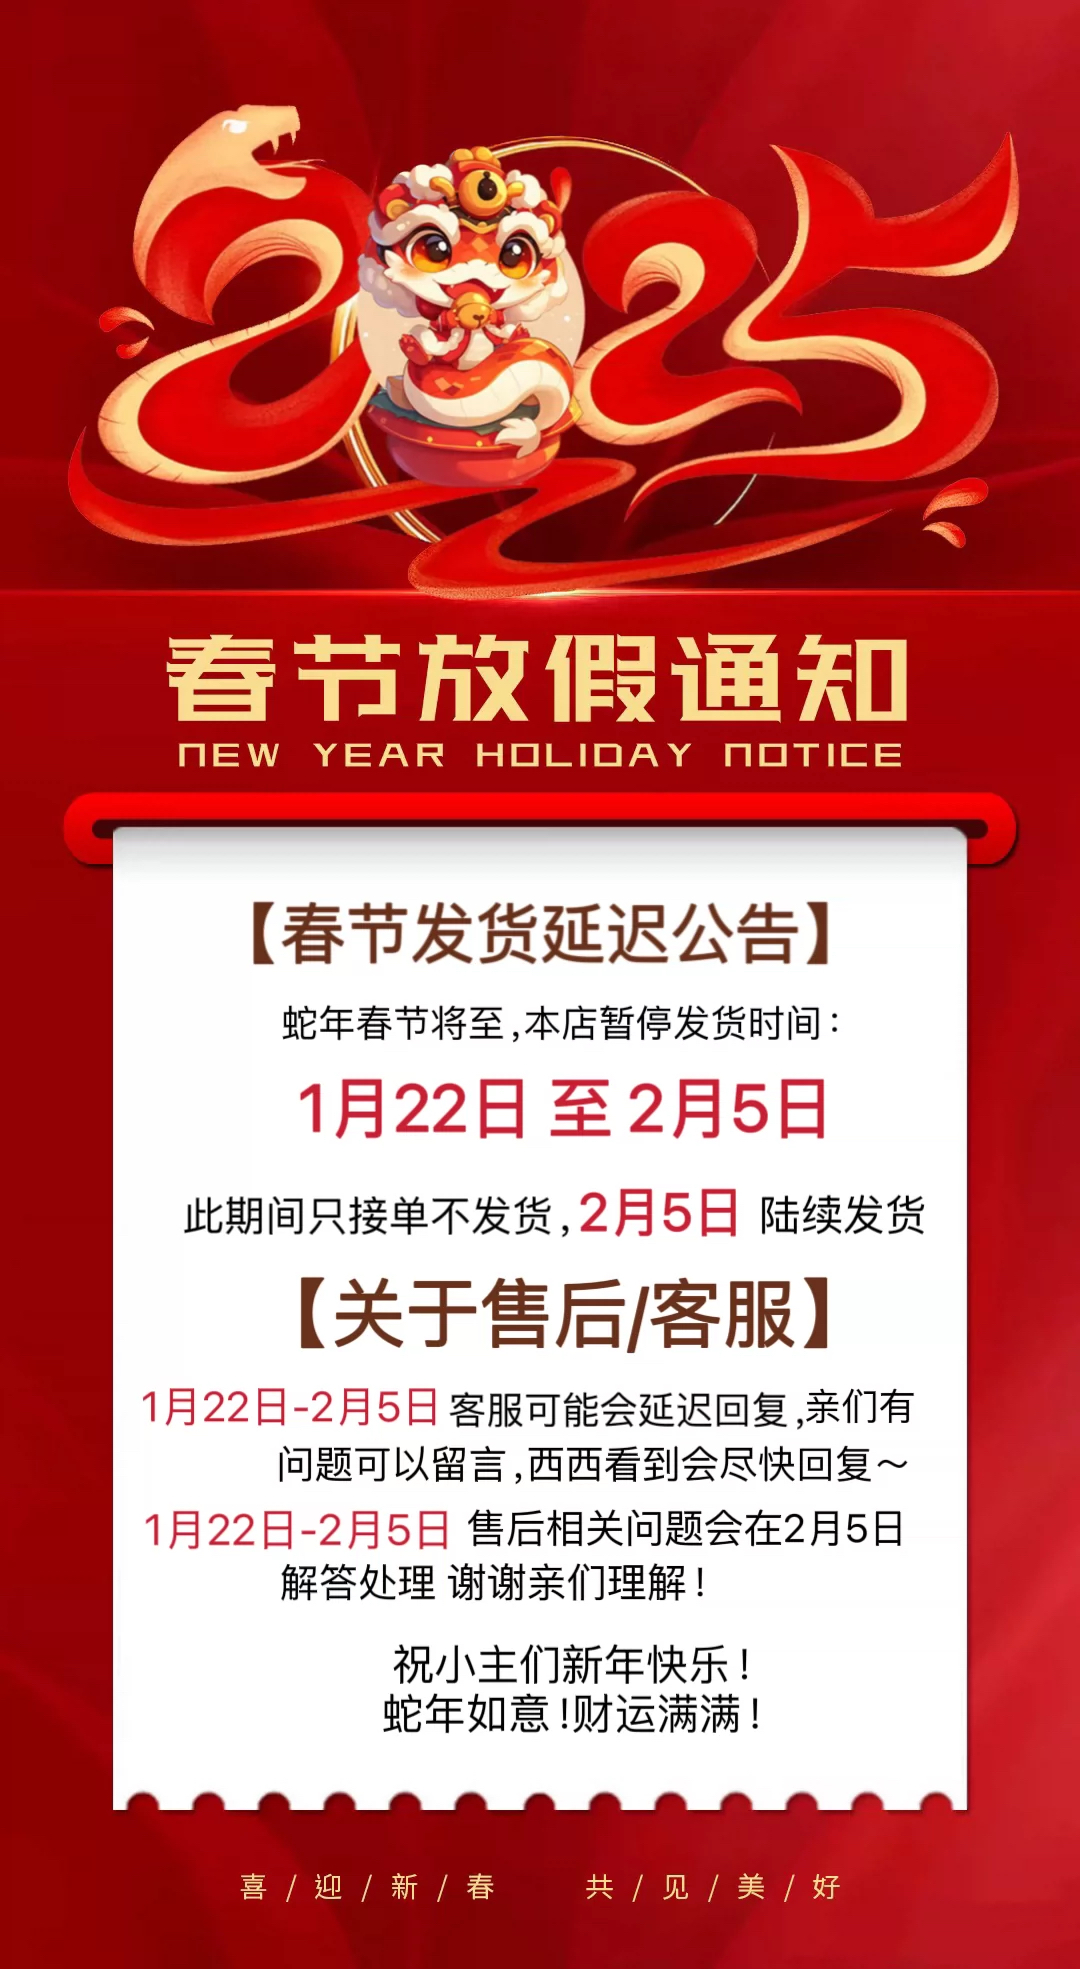 2025
春节放假通知
NEW YEAR HOLIDAY NOTICE
【春节发货延迟公告】
蛇年春节将至,本店暂停发货时间:
1月22日 至 2月5日
此期间只接单不发货,2月5日 陆续发货
【关于售后/客服】
1月22日-2月5日 客服可能会延迟回复,亲们有
问题可以留言,西西看到会尽快回复~
1月22日-2月5日 售后相关问题会在2月5日
解答处理 谢谢亲们理解!
祝小主们新年快乐!
蛇年如意!财运满满!
喜/迎/新/春 共/见/美/好